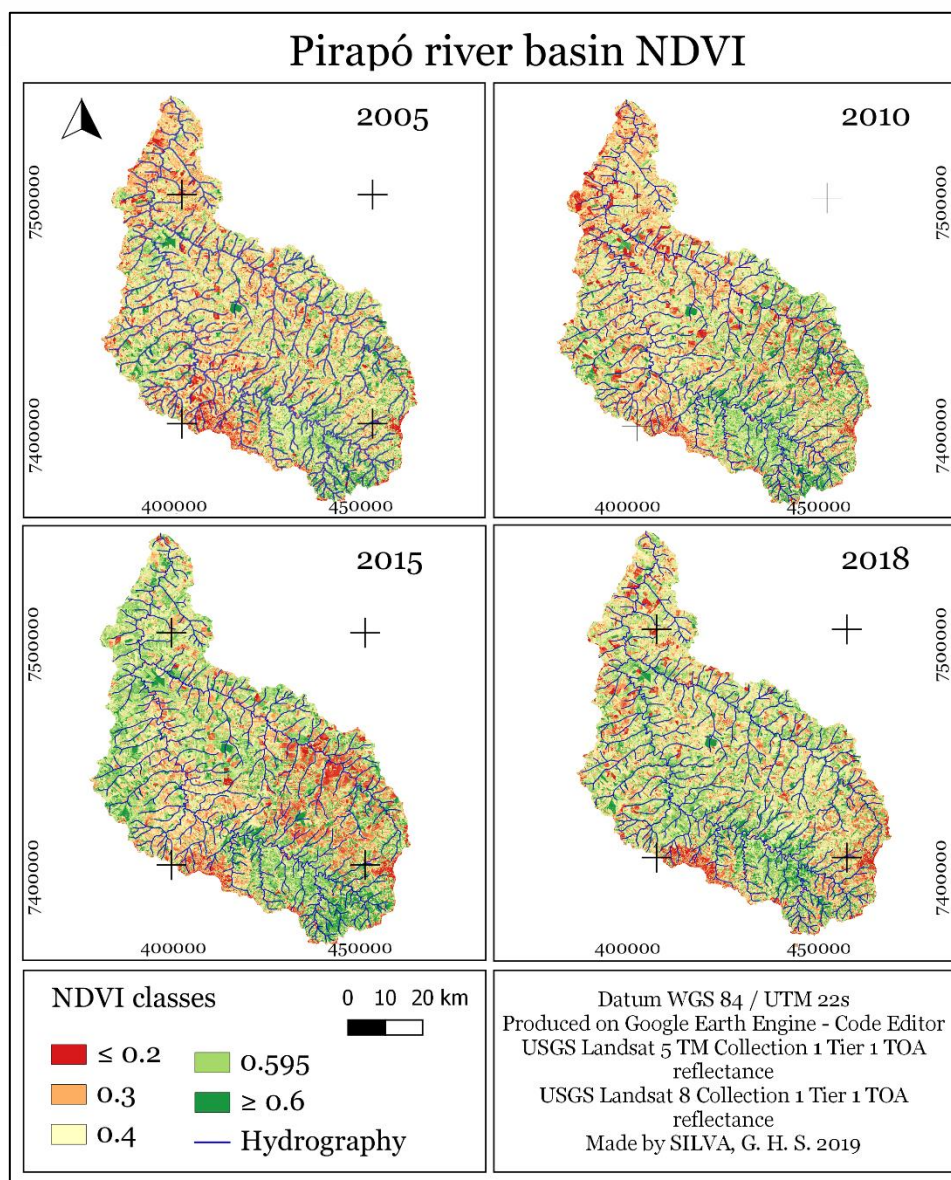 Pirapó river basin NDVI
2005
7500000
7400000
400000
450000
2010
7500000
7400000
400000
450000
2015
7500000
7400000
400000
450000
2018
7500000
7400000
400000
450000
NDVI classes
≤ 0.2
0.3
0.4
0.595
≥ 0.6
Hydrography
0 10 20 km
Datum WGS 84 / UTM 22s
Produced on Google Earth Engine - Code Editor
USGS Landsat 5 TM Collection 1 Tier 1 TOA
reflectance
USGS Landsat 8 Collection 1 Tier 1 TOA
reflectance
Made by SILVA, G. H. S. 2019